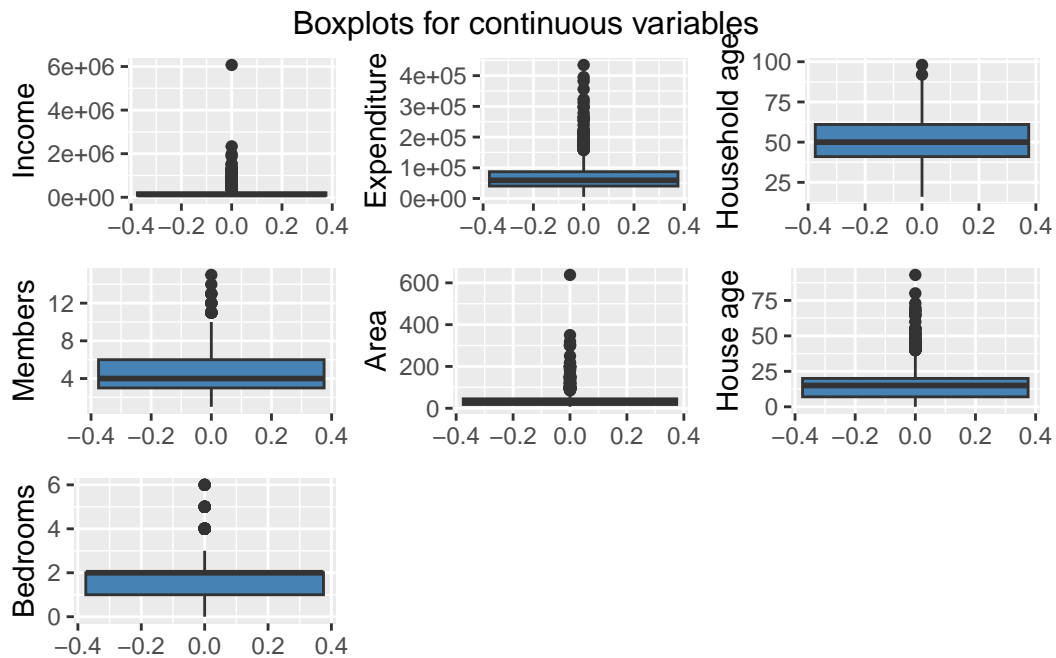 Boxplots for continuous variables
Income
6e+06
4e+06
2e+06
0e+00
−0.4 −0.2 0.0 0.2 0.4
Expenditure
4e+05
3e+05
2e+05
1e+05
0e+00
−0.4 −0.2 0.0 0.2 0.4
Household age
100
75
50
25
−0.4 −0.2 0.0 0.2 0.4
Members
12
8
4
−0.4 −0.2 0.0 0.2 0.4
Area
600
400
200
0
−0.4 −0.2 0.0 0.2 0.4
House age
75
50
25
0
−0.4 −0.2 0.0 0.2 0.4
Bedrooms
6
4
2
0
−0.4 −0.2 0.0 0.2 0.4